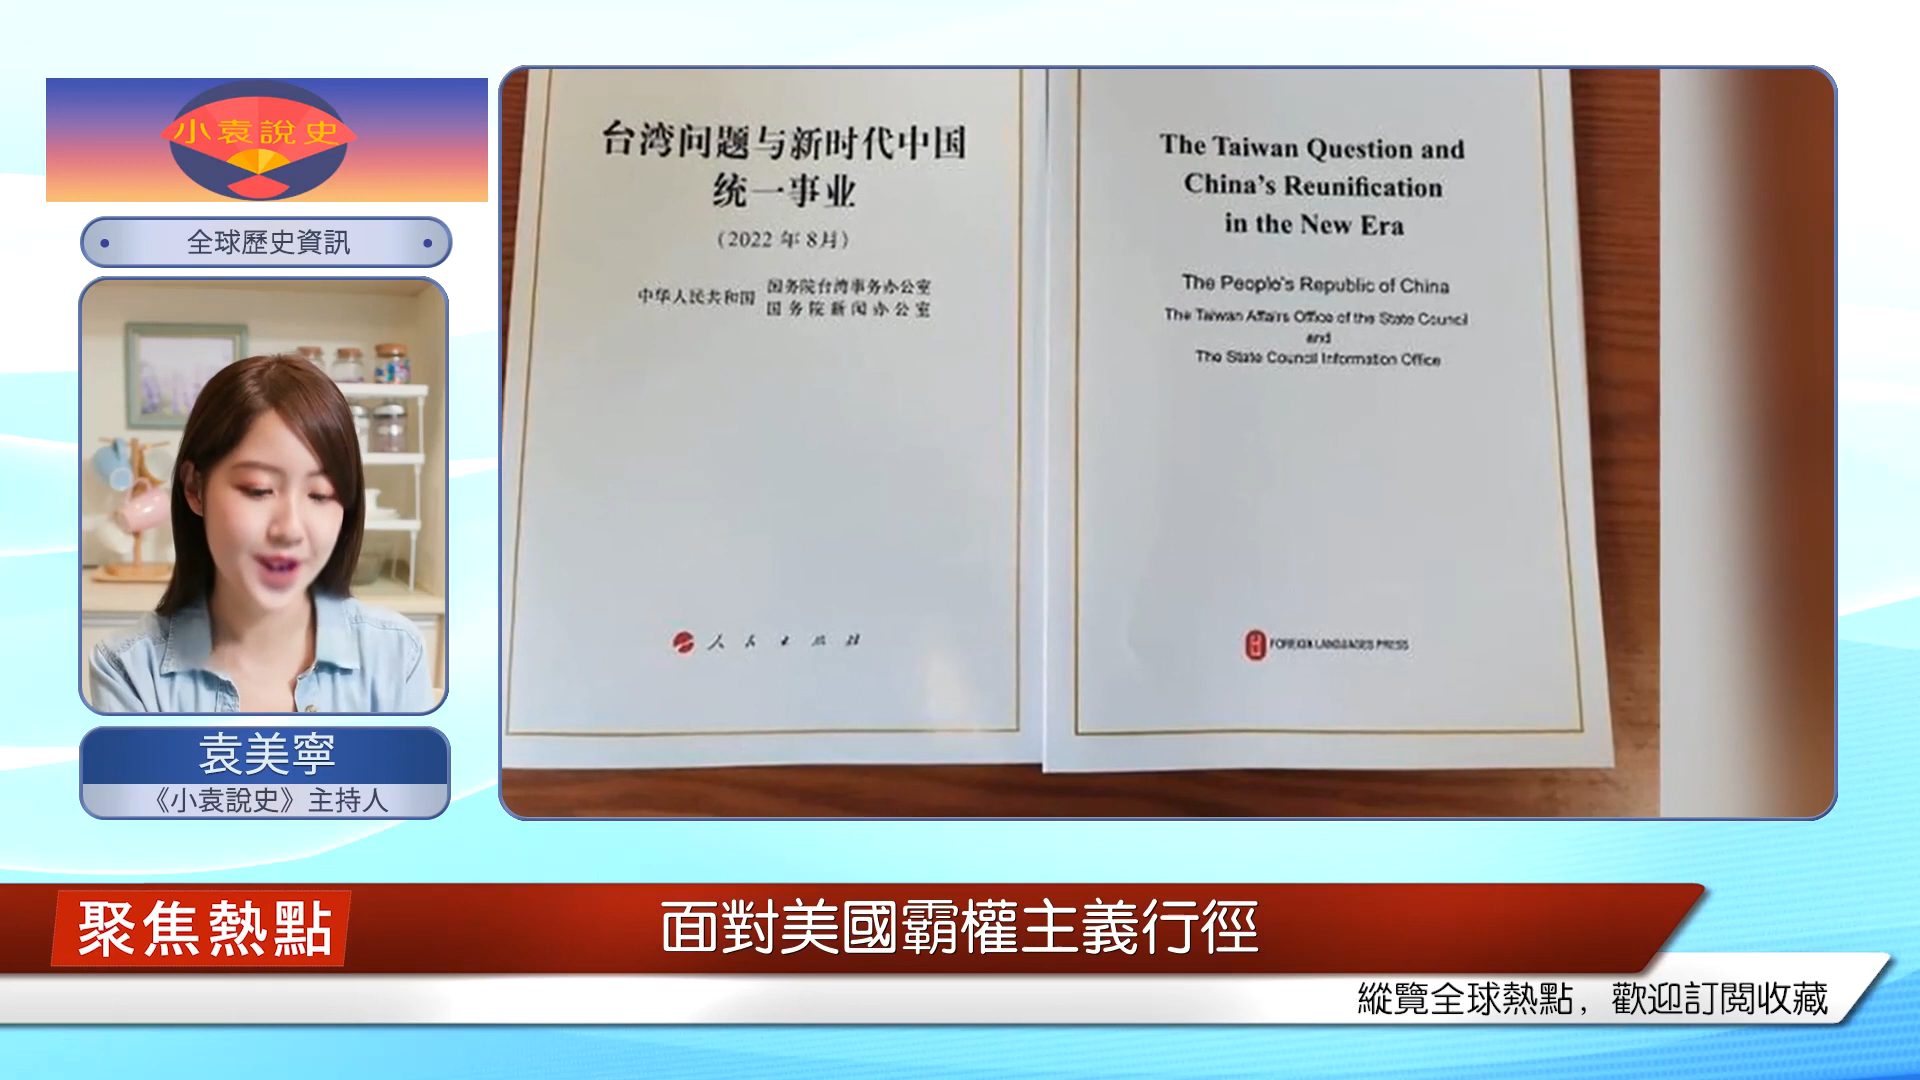 小袁說史
全球歷史資訊
袁美寧
《小袁說史》主持人
台湾问题与新时代中国
统一事业
（2022 年 8月）
中华人民共和国
国务院台湾事务办公室
国务院新闻办公室
人民出版社
The Taiwan Question and
China's Reunification
in the New Era
The People's Republic of China
The Taiwan Affairs Office of the State Council
and
The State Council Information Office
FOREIGN LANGUAGES PRESS
聚焦熱點
面對美國霸權主義行徑
縱覽全球熱點，歡迎訂閱收藏